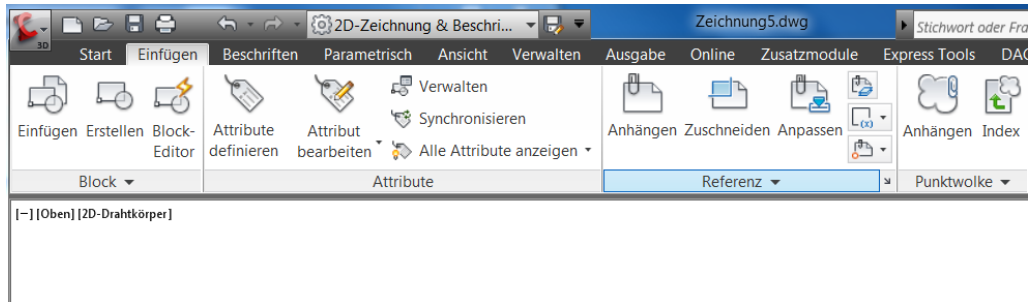 2D-Zeichnung & Beschri... Zeichnung5.dwg Stichwort oder Fra
3D Start Einfügen Beschriften Parametrisch Ansicht Verwalten Ausgabe Online Zusatzmodule Express Tools DAC
Verwalten
Synchronisieren
Einfügen Erstellen Block-Editor Attribute definieren Attribut bearbeiten Alle Attribute anzeigen Anhängen Zuschneiden Anpassen (x) Anhängen Index
Block Attribute Referenz Punktwolke
[−] [Oben] [2D-Drahtkörper]